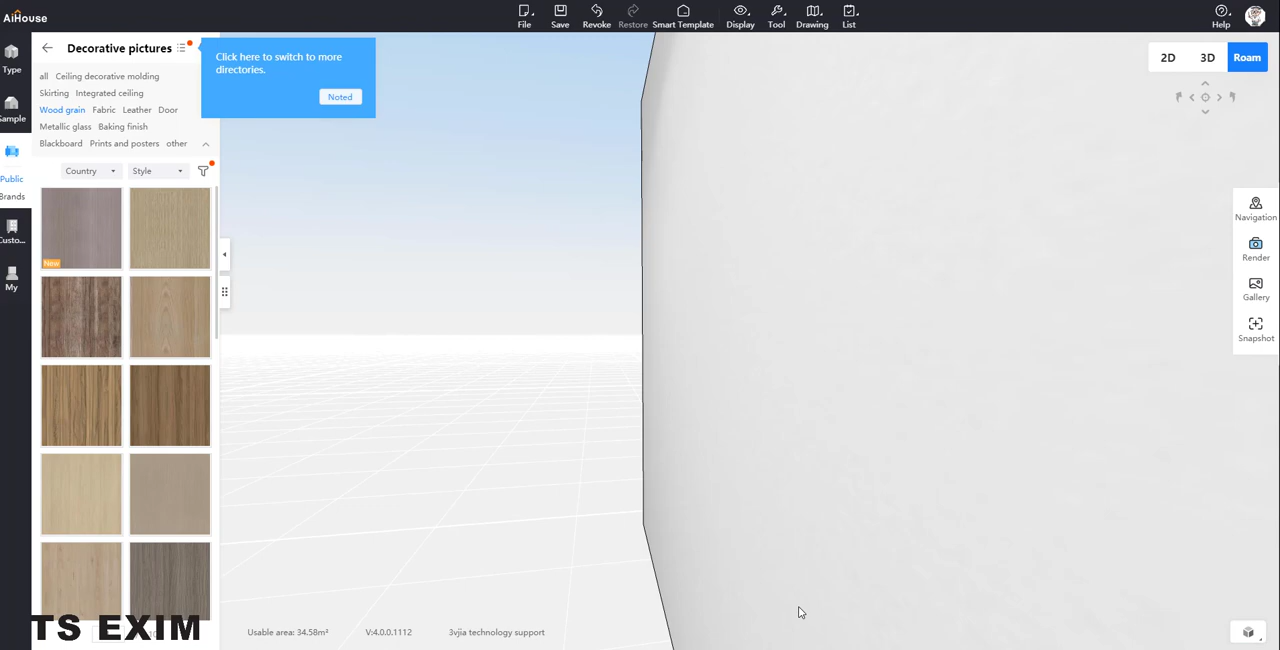 AiHouse
File
Save
Revoke
Restore
Smart Template
Display
Tool
Drawing
List
Help
Type
Sample
Public
Brands
Custo...
My
Decorative pictures
all Ceiling decorative molding
Skirting Integrated ceiling
Wood grain Fabric Leather Door
Metallic glass Baking finish
Blackboard Prints and posters other
Country
Style
New
Click here to switch to more
directories.
Noted
2D
3D
Roam
Navigation
Render
Gallery
Snapshot
TS EXIM
Usable area: 34.58m²
V:4.0.0.1112
3vjia technology support